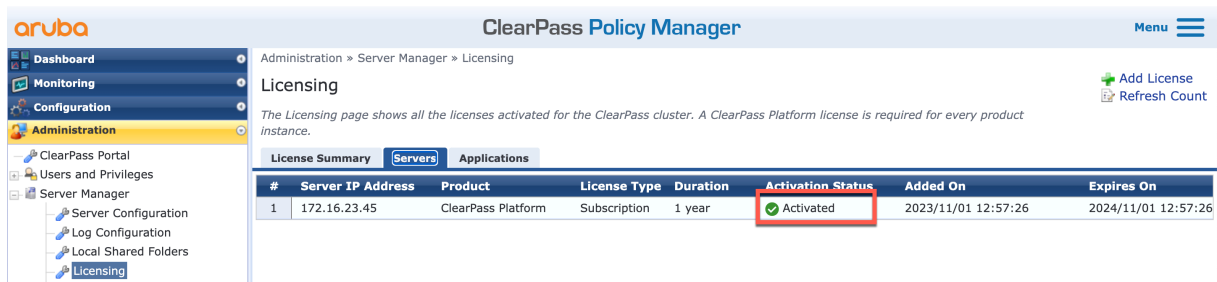 aruba
ClearPass Policy Manager
Menu
Dashboard
Monitoring
Configuration
Administration
ClearPass Portal
Users and Privileges
Server Manager
Server Configuration
Log Configuration
Local Shared Folders
Licensing
Administration » Server Manager » Licensing
Licensing
Add License
Refresh Count
The Licensing page shows all the licenses activated for the ClearPass cluster. A ClearPass Platform license is required for every product
instance.
License Summary Servers Applications
# Server IP Address Product License Type Duration Activation Status Added On Expires On
1 172.16.23.45 ClearPass Platform Subscription 1 year Activated 2023/11/01 12:57:26 2024/11/01 12:57:26